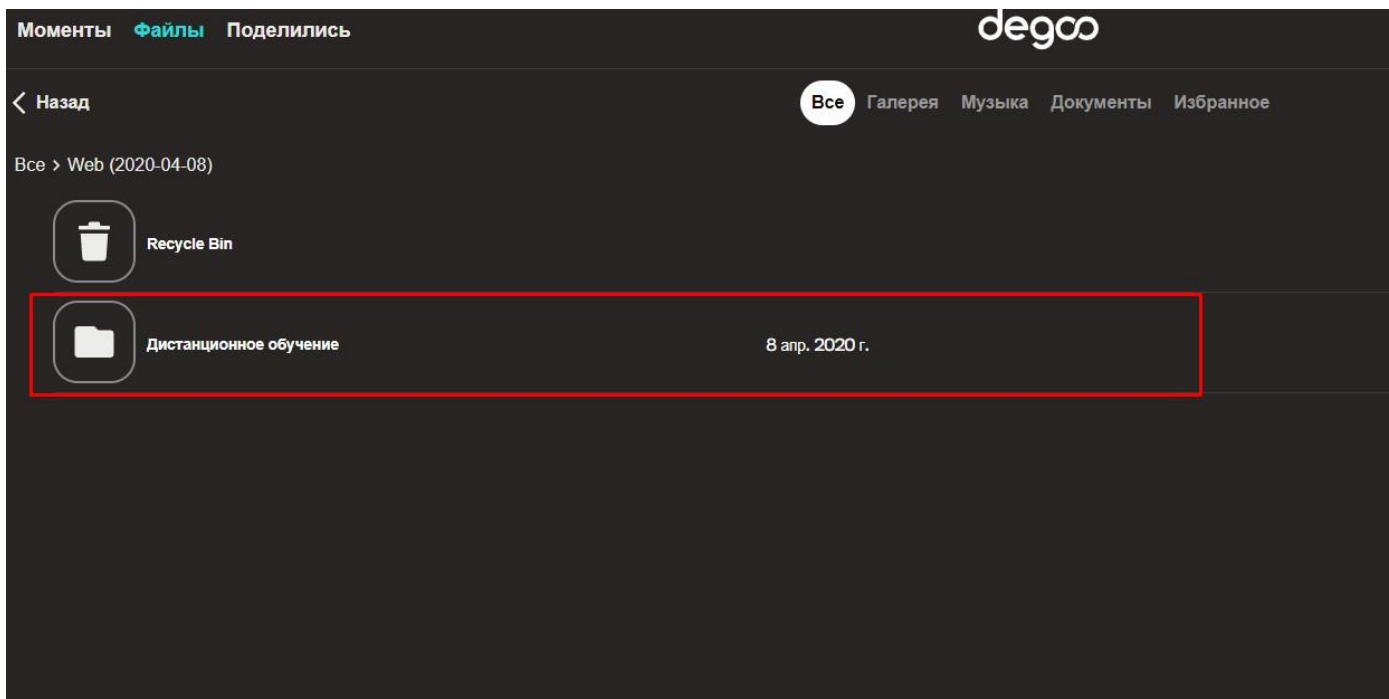 Моменты Файлы Поделились degoo
Назад Все Галерея Музыка Документы Избранное
Все > Web (2020-04-08)
Recycle Bin
Дистанционное обучение 8 апр. 2020 г.